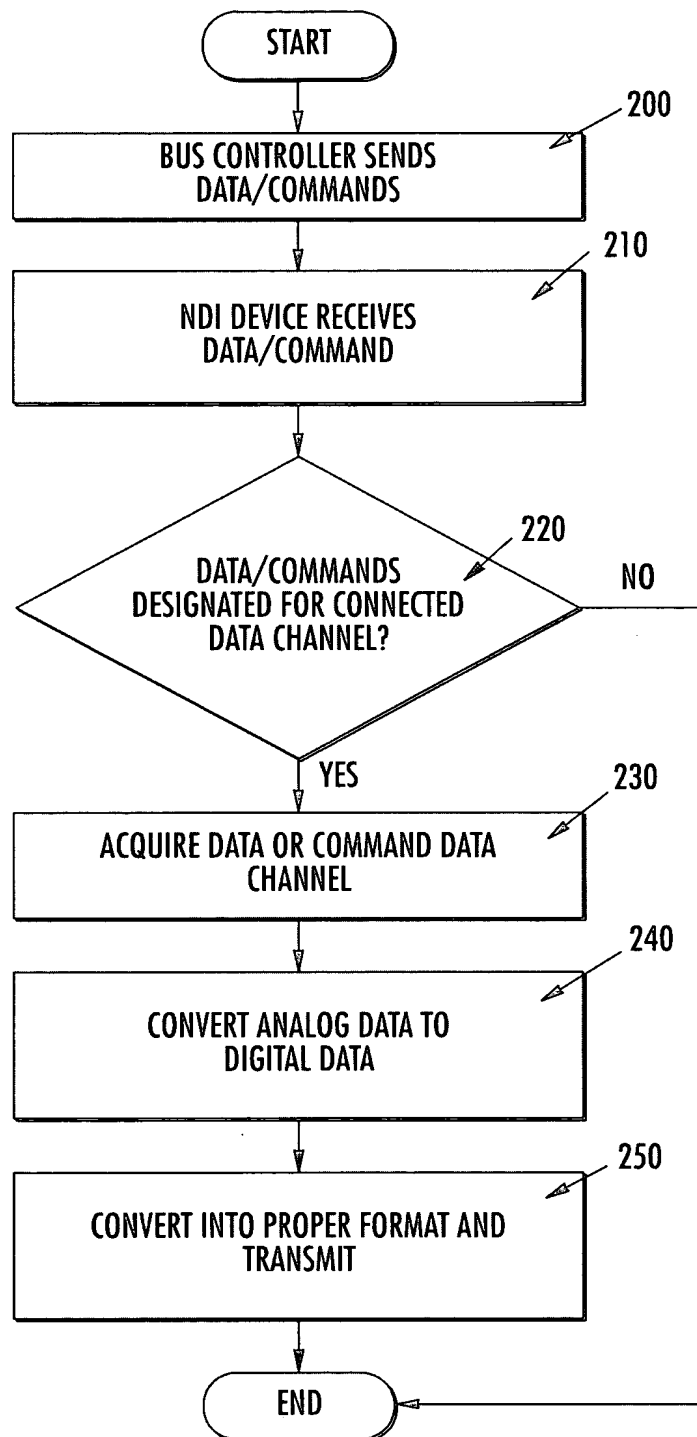 START
200
BUS CONTROLLER SENDS
DATA/COMMANDS
210
NDI DEVICE RECEIVES
DATA/COMMAND
220
DATA/COMMANDS
DESIGNATED FOR CONNECTED
DATA CHANNEL?
NO
YES
230
ACQUIRE DATA OR COMMAND DATA
CHANNEL
240
CONVERT ANALOG DATA TO
DIGITAL DATA
250
CONVERT INTO PROPER FORMAT AND
TRANSMIT
END